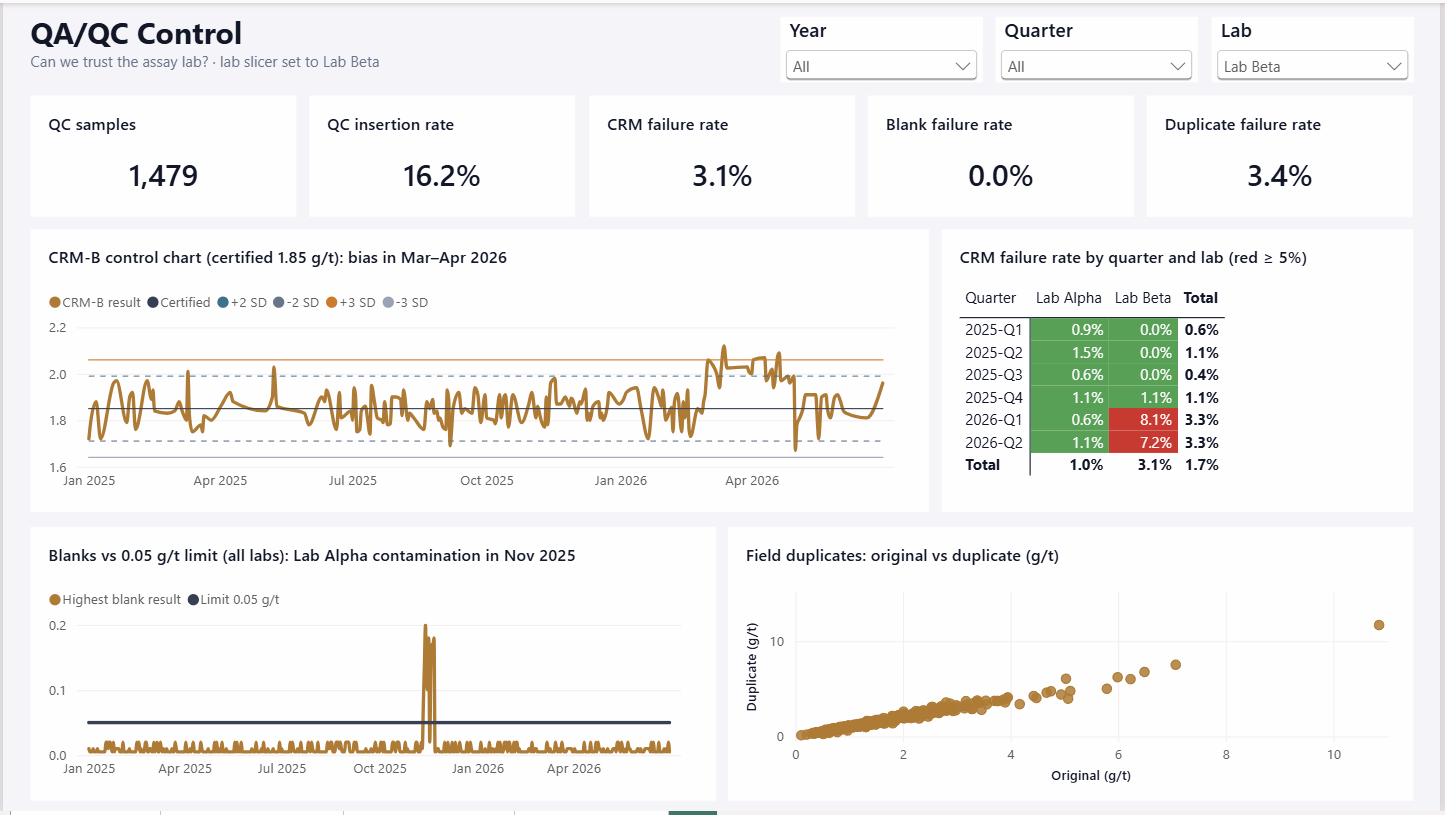 QA/QC Control
Can we trust the assay lab? · lab slicer set to Lab Beta
Year
All
Quarter
All
Lab
Lab Beta
QC samples
1,479
QC insertion rate
16.2%
CRM failure rate
3.1%
Blank failure rate
0.0%
Duplicate failure rate
3.4%
CRM-B control chart (certified 1.85 g/t): bias in Mar–Apr 2026
CRM-B result Certified +2 SD -2 SD +3 SD -3 SD
2.2
2.0
1.8
1.6
Jan 2025 Apr 2025 Jul 2025 Oct 2025 Jan 2026 Apr 2026
CRM failure rate by quarter and lab (red ≥ 5%)
Quarter Lab Alpha Lab Beta Total
2025-Q1 0.9% 0.0% 0.6%
2025-Q2 1.5% 0.0% 1.1%
2025-Q3 0.6% 0.0% 0.4%
2025-Q4 1.1% 1.1% 1.1%
2026-Q1 0.6% 8.1% 3.3%
2026-Q2 1.1% 7.2% 3.3%
Total 1.0% 3.1% 1.7%
Blanks vs 0.05 g/t limit (all labs): Lab Alpha contamination in Nov 2025
Highest blank result Limit 0.05 g/t
0.2
0.1
0.0
Jan 2025 Apr 2025 Jul 2025 Oct 2025 Jan 2026 Apr 2026
Field duplicates: original vs duplicate (g/t)
Duplicate (g/t)
10
0
0 2 4 6 8 10
Original (g/t)